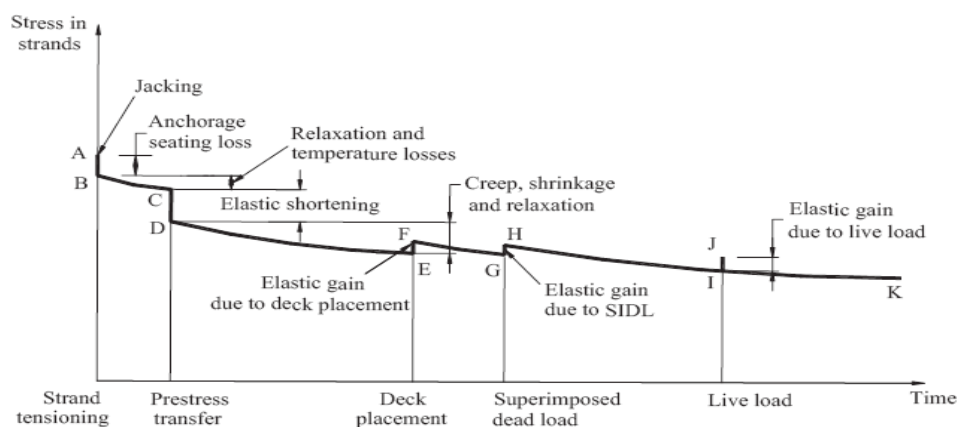 Stress in
strands
Jacking
Anchorage
seating loss
Relaxation and
temperature losses
A
B
C
D
Elastic shortening
Creep, shrinkage
and relaxation
Elastic gain
due to live load
F
E
H
G
J
I
K
Elastic gain
due to deck placement
Elastic gain
due to SIDL
Strand
tensioning
Prestress
transfer
Deck
placement
Superimposed
dead load
Live load
Time